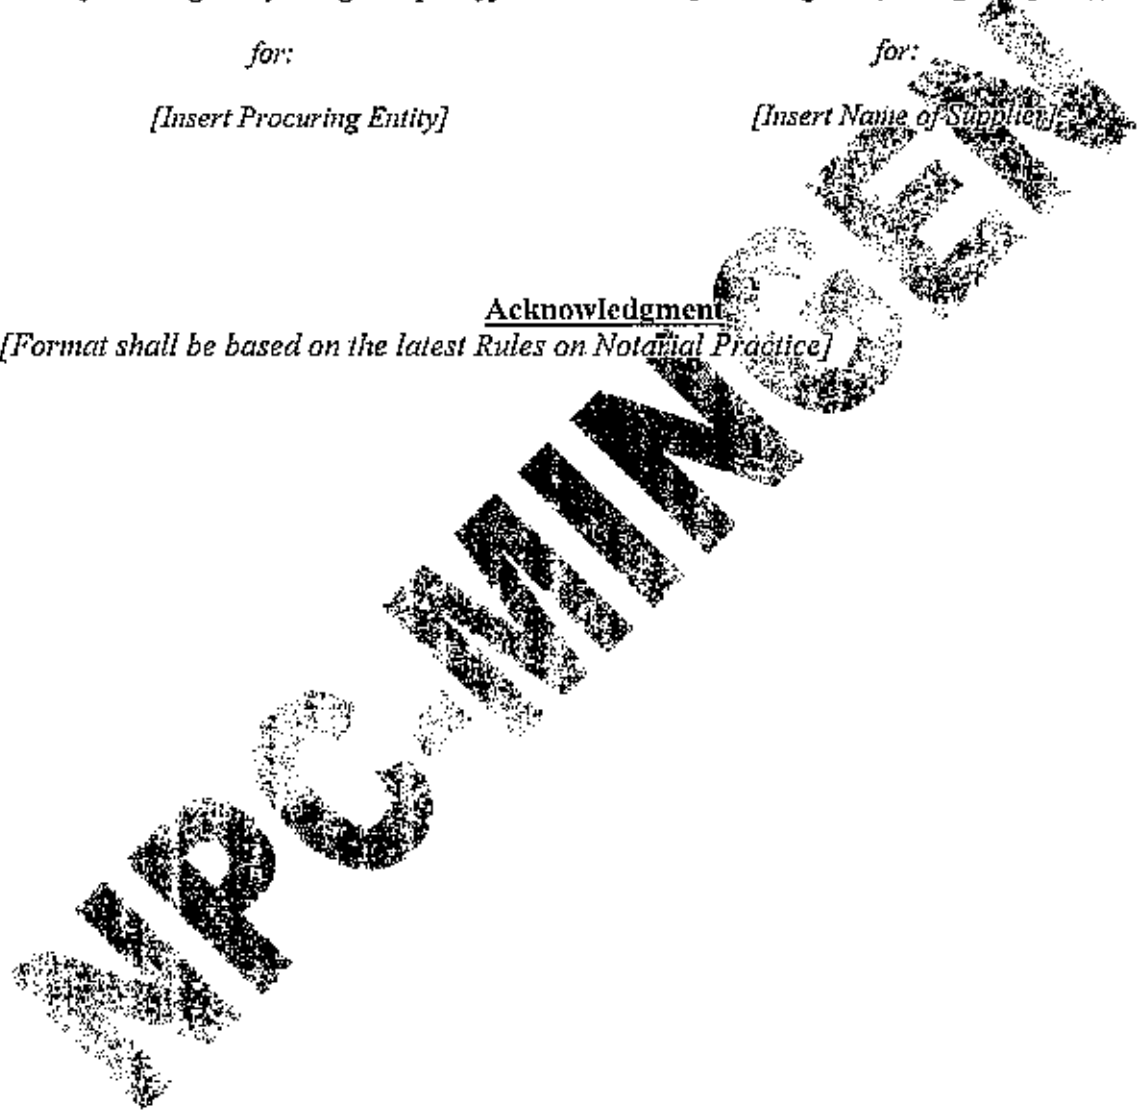 for:
for:
[Insert Procuring Entity]
[Insert Name of Supplier]
Acknowledgment
[Format shall be based on the latest Rules on Notarial Practice]
NPC-MINGEN